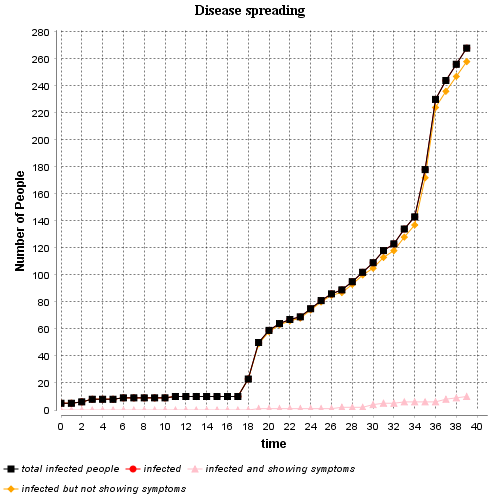 Disease spreading
280
260
240
220
200
180
160
140
120
100
80
60
40
20
0
Number of People
0 2 4 6 8 10 12 14 16 18 20 22 24 26 28 30 32 34 36 38 40
time
total infected people infected infected and showing symptoms
infected but not showing symptoms